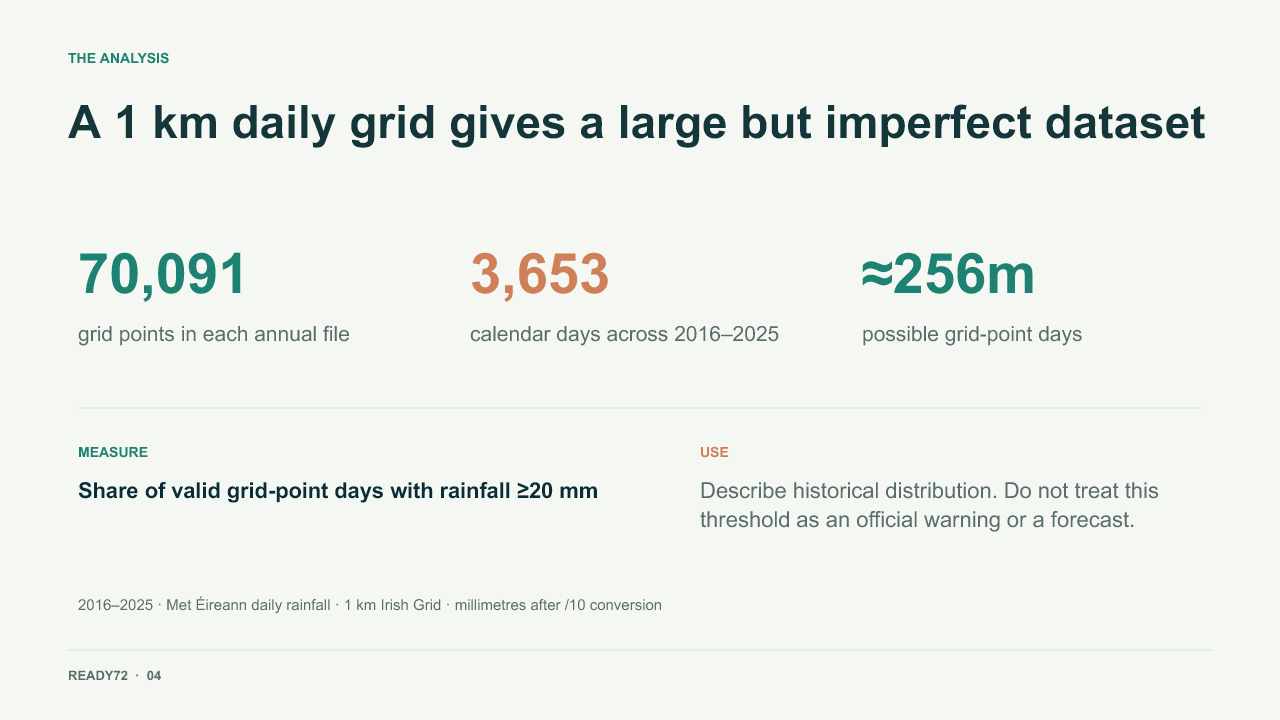 THE ANALYSIS
A 1 km daily grid gives a large but imperfect dataset
70,091
grid points in each annual file
3,653
calendar days across 2016–2025
≈256m
possible grid-point days
MEASURE
Share of valid grid-point days with rainfall ≥20 mm
USE
Describe historical distribution. Do not treat this
threshold as an official warning or a forecast.
2016–2025 · Met Éireann daily rainfall · 1 km Irish Grid · millimetres after /10 conversion
READY72 · 04